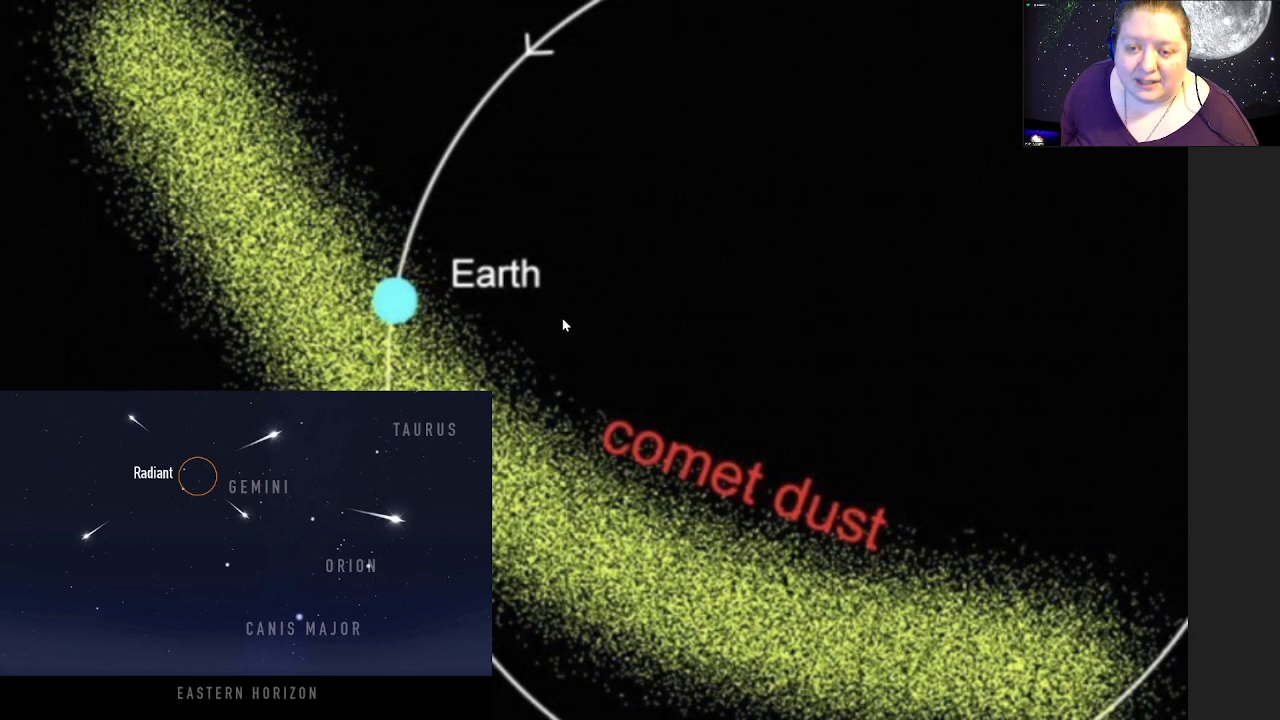 Earth
comet dust
TAURUS
Radiant
GEMINI
ORION
CANIS MAJOR
EASTERN HORIZON